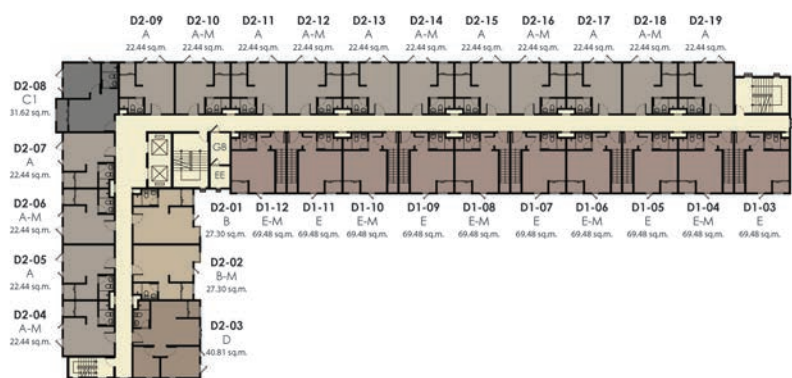 D2-09
A
22.44 sq.m.
D2-10
A-M
22.44 sq.m.
D2-11
A
22.44 sq.m.
D2-12
A-M
22.44 sq.m.
D2-13
A
22.44 sq.m.
D2-14
A-M
22.44 sq.m.
D2-15
A
22.44 sq.m.
D2-16
A-M
22.44 sq.m.
D2-17
A
22.44 sq.m.
D2-18
A-M
22.44 sq.m.
D2-19
A
22.44 sq.m.
D2-08
C1
31.62 sq.m.
D2-07
A
22.44 sq.m.
D2-06
A-M
22.44 sq.m.
D2-05
A
22.44 sq.m.
D2-04
A-M
22.44 sq.m.
GB
EE
D2-01
B
27.30 sq.m.
D1-12
E-M
69.48 sq.m.
D1-11
E
69.48 sq.m.
D1-10
E-M
69.48 sq.m.
D1-09
E
69.48 sq.m.
D1-08
E-M
69.48 sq.m.
D1-07
E
69.48 sq.m.
D1-06
E-M
69.48 sq.m.
D1-05
E
69.48 sq.m.
D1-04
E-M
69.48 sq.m.
D1-03
E
69.48 sq.m.
D2-02
B-M
27.30 sq.m.
D2-03
D
40.81 sq.m.